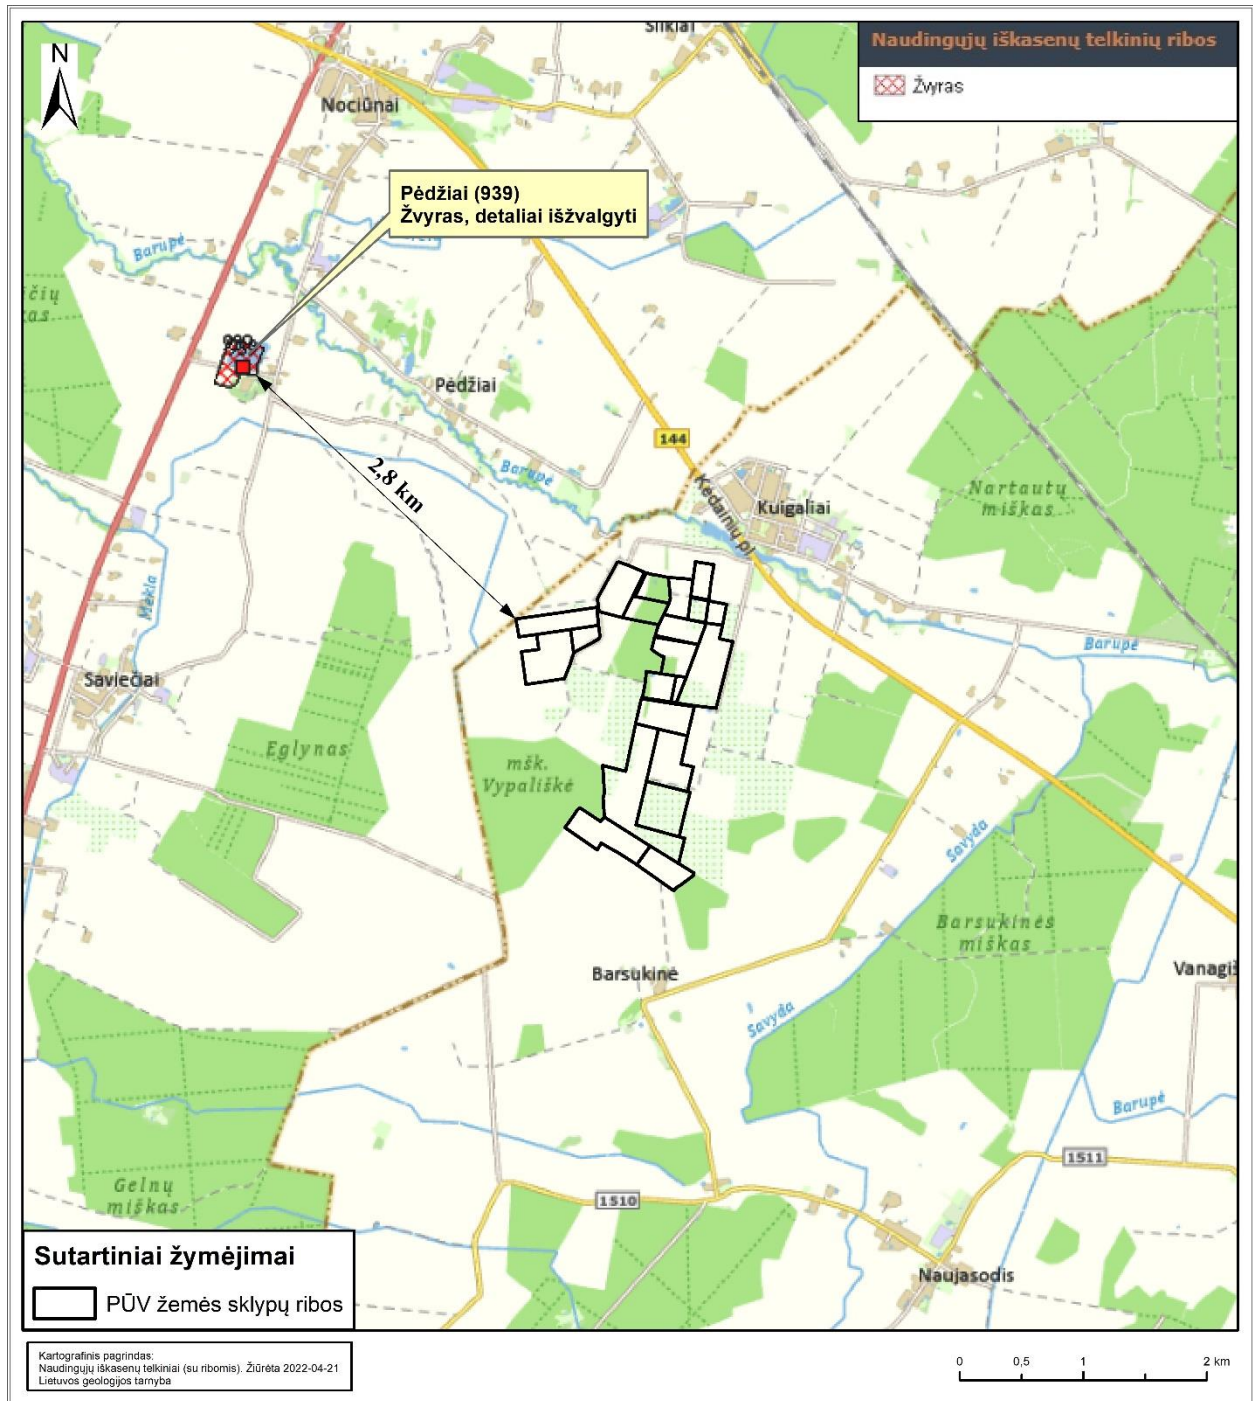 N
Šilkiai
Naudingųjų iškasenų telkinių ribos
Žvyras
Nociūnai
Pėdžiai (939)
Žvyras, detaliai išžvalgyti
Barupė
Pėdžiai
144
2,8 km
Barupė
Kėdainių pl.
Kuigaliai
Nartautų
miškas
Mėkla
Barupė
Saviečiai
Eglynas
mšk.
Vypališkė
Savyda
Barsukinės
miškas
Barsukinė
Vanagiš
Savyda
Barupė
1511
Gelnų
miškas
1510
Naujasodis
Sutartiniai žymėjimai
PŪV žemės sklypų ribos
Kartografinis pagrindas:
Naudingųjų iškasenų telkiniai (su ribomis). Žiūrėta 2022-04-21
Lietuvos geologijos tarnyba
0 0,5 1 2 km